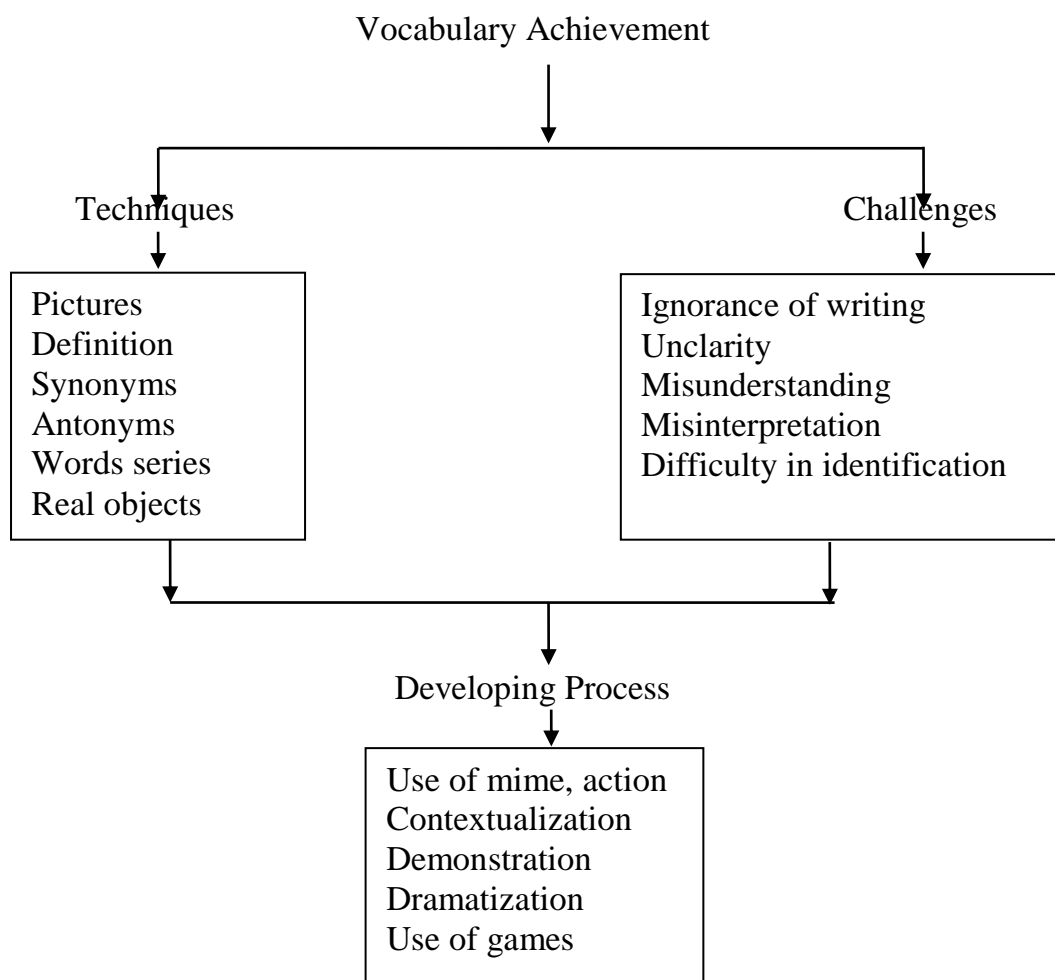 Vocabulary Achievement
Techniques
Challenges
Pictures
Definition
Synonyms
Antonyms
Words series
Real objects
Ignorance of writing
Unclarity
Misunderstanding
Misinterpretation
Difficulty in identification
Developing Process
Use of mime, action
Contextualization
Demonstration
Dramatization
Use of games